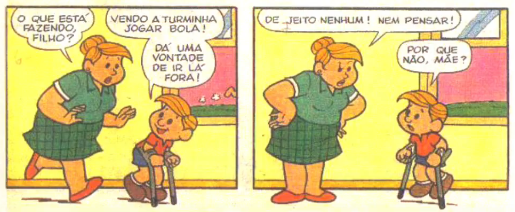 O QUE ESTÁ
FAZENDO,
FILHO?
VENDO A TURMINHA
JOGAR BOLA!
DÁ UMA
VONTADE
DE IR LÁ
FORA!
DE JEITO NENHUM! NEM PENSAR!
POR QUE
NÃO, MÃE?